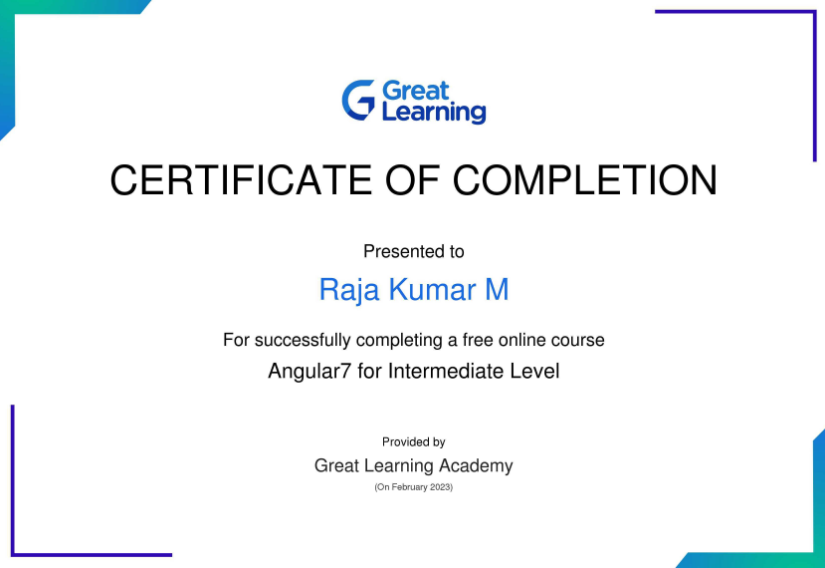 Great
Learning
CERTIFICATE OF COMPLETION
Presented to
Raja Kumar M
For successfully completing a free online course
Angular7 for Intermediate Level
Provided by
Great Learning Academy
(On February 2023)